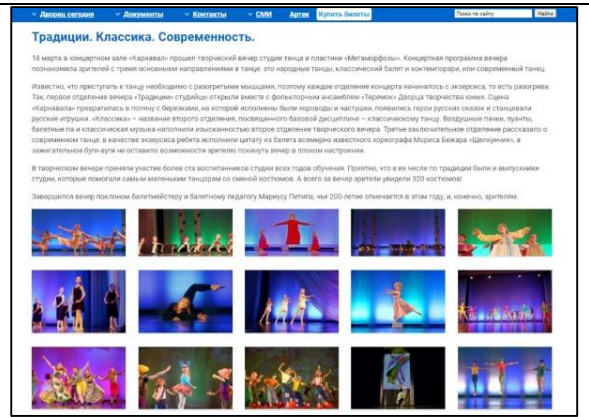 Дворец сегодня Документы Контакты СМИ Артек Купить билеты Поиск по сайту Найти
Традиции. Классика. Современность.
18 марта в концертном зале «Карнавал» прошел творческий вечер студии танца и пластики «Метаморфозы». Концертная программа вечера
познакомила зрителей с тремя основными направлениями в танце: это народные танцы, классический балет и контемпорари, или современный танец.
Известно, что приступать к танцу необходимо с разогретыми мышцами, поэтому каждое отделение концерта начиналось с экзерсиса, то есть разогрева.
Так, первое отделение вечера «Традиции» студийцы открыли вместе с фольклорным ансамблем «Теремок» Дворца творчества юных. Сцена
«Карнавала» превратилась в поляну с березками, на которой исполнены были хороводы и частушки, появились герои русских сказок и станцевали
русские игрушки. «Классика» – название второго отделения, посвященного базовой дисциплине – классическому танцу. Воздушные пачки, пуанты,
балетные па и классическая музыка наполнили изысканностью второе отделение творческого вечера. Третье заключительное отделение рассказало о
современном танце: в качестве экзерсиса ребята исполнили цитату из балета всемирно известного хореографа Мориса Бежара «Щелкунчик», а
зажигательное буги-вуги не оставило возможности зрителю покинуть вечер в плохом настроении.
В творческом вечере приняли участие более ста воспитанников студии всех годов обучения. Приятно, что в их числе по традиции были и выпускники
студии, которые помогали самым маленьким танцорам со сменой костюмов. А всего за вечер зрители увидели 320 костюмов!
Завершился вечер поклоном балетмейстеру и балетному педагогу Мариусу Петипа, чье 200-летие отмечается в этом году, и, конечно, зрителям.